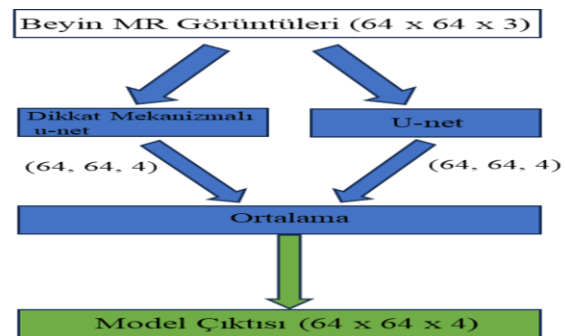 Beyin MR Görüntüleri (64 x 64 x 3)
Dikkat Mekanizmalı
u-net
U-net
(64, 64, 4)
(64, 64, 4)
Ortalama
Model Çıktısı (64 x 64 x 4)